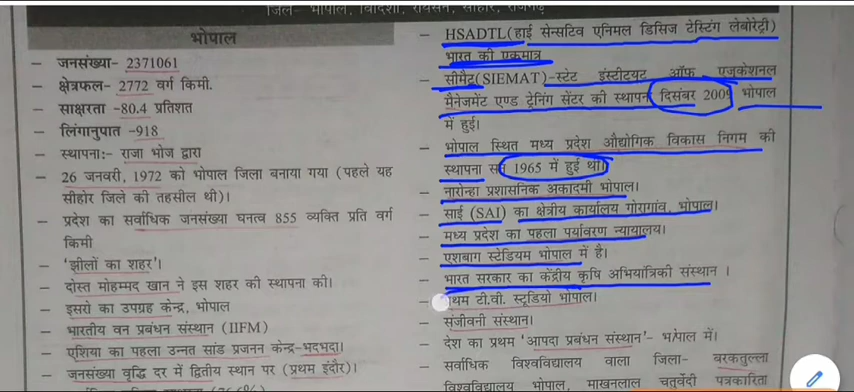 जिले- भोपाल, विदिशा, रायसेन, सीहोर, राजगढ़
भोपाल
– जनसंख्या- 2371061
– क्षेत्रफल- 2772 वर्ग किमी.
– साक्षरता -80.4 प्रतिशत
– लिंगानुपात -918
– स्थापना:- राजा भोज द्वारा
– 26 जनवरी, 1972 को भोपाल जिला बनाया गया (पहले यह
सीहोर जिले की तहसील थी)।
– प्रदेश का सर्वाधिक जनसंख्या घनत्व 855 व्यक्ति प्रति वर्ग
किमी
– 'झीलों का शहर'।
– दोस्त मोहम्मद खान ने इस शहर की स्थापना की।
– इसरो का उपग्रह केन्द्र, भोपाल
– भारतीय वन प्रबंधन संस्थान (IIFM)
– एशिया का पहला उन्नत सांड प्रजनन केन्द्र-भदभदा।
– जनसंख्या वृद्धि दर में द्वितीय स्थान पर (प्रथम इंदौर)।
– HSADTL(हाई सेन्सटिव एनिमल डिसिज टेस्टिंग लेबोरेट्री)
भारत की एकमात्र
– सीमैट(SIEMAT)-स्टेट इंस्टीट्यूट ऑफ एजुकेशनल
मैनेजमेंट एण्ड ट्रेनिंग सेंटर की स्थापना दिसंबर 2009 भोपाल
में हुई।
– भोपाल स्थित मध्य प्रदेश औद्योगिक विकास निगम की
स्थापना सन् 1965 में हुई थी।
– नारोन्हा प्रशासनिक अकादमी भोपाल।
– साई (SAI) का क्षेत्रीय कार्यालय गोरागांव, भोपाल।
– मध्य प्रदेश का पहला पर्यावरण न्यायालय।
– एशबाग स्टेडियम भोपाल में है।
– भारत सरकार का केंद्रीय कृषि अभियांत्रिकी संस्थान ।
प्रथम टी.वी. स्टूडियो भोपाल।
– संजीवनी संस्थान।
– देश का प्रथम 'आपदा प्रबंधन संस्थान'- भोपाल में।
– सर्वाधिक विश्वविद्यालय वाला जिला- बरकतुल्ला
विश्वविद्यालय भोपाल, माखनलाल चतुर्वेदी पत्रकारिता